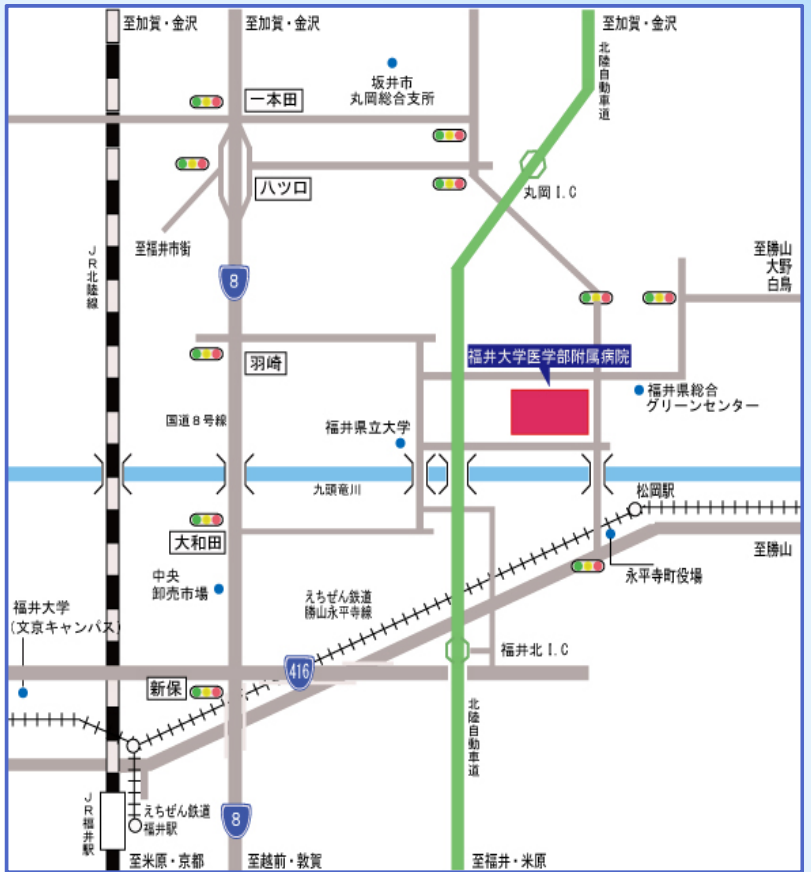 至加賀・金沢
至加賀・金沢
至加賀・金沢
北陸自動車道
坂井市
丸岡総合支所
一本田
八ツ口
丸岡I.C
至福井市街
JR北陸線
至勝山
大野
白鳥
8
羽崎
福井大学医学部附属病院
国道8号線
福井県立大学
福井県総合
グリーンセンター
九頭竜川
松岡駅
大和田
至勝山
中央
卸売市場
永平寺町役場
えちぜん鉄道
勝山永平寺線
福井大学
(文京キャンパス)
福井北I.C
416
新保
北陸自動車道
JR福井駅
えちぜん鉄道
福井駅
8
至米原・京都
至越前・敦賀
至福井・米原